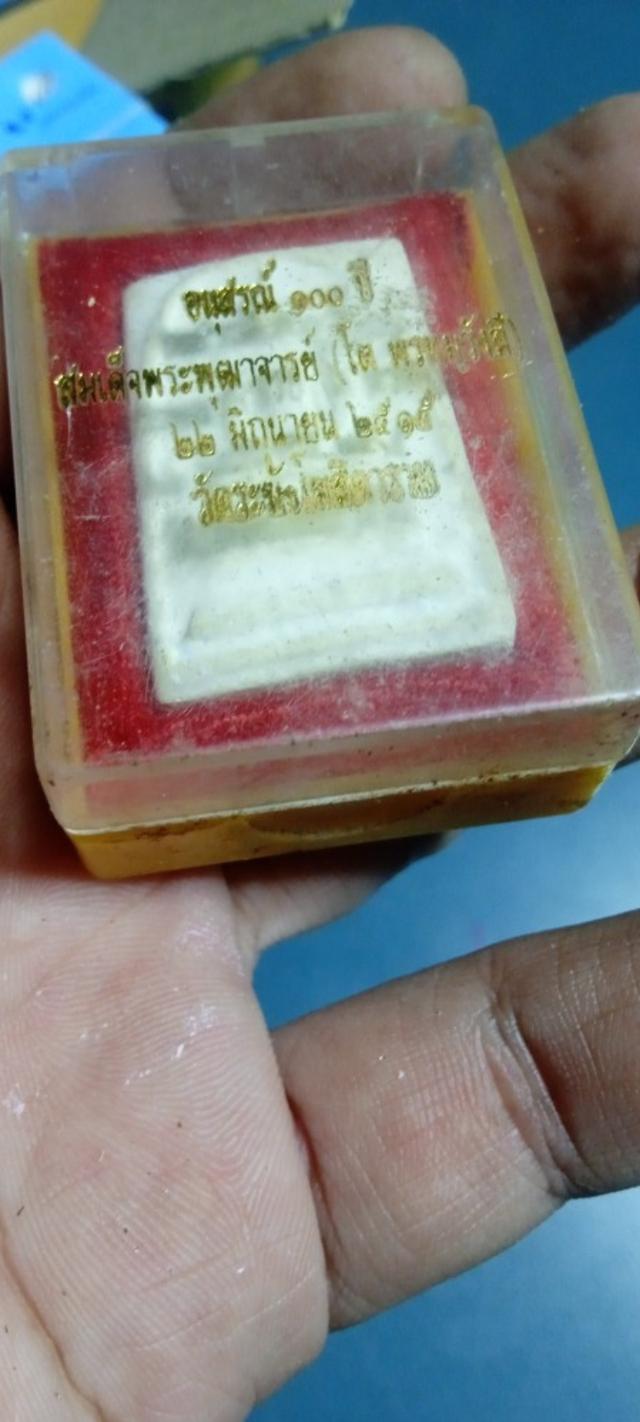 อนุสรณ์ ๑๐๐ ปี
สมเด็จพระพุฒาจารย์ (โต พรหมรังสี)
๒๒ มิถุนายน ๒๕๑๕
วัดระฆังโฆสิตาราม